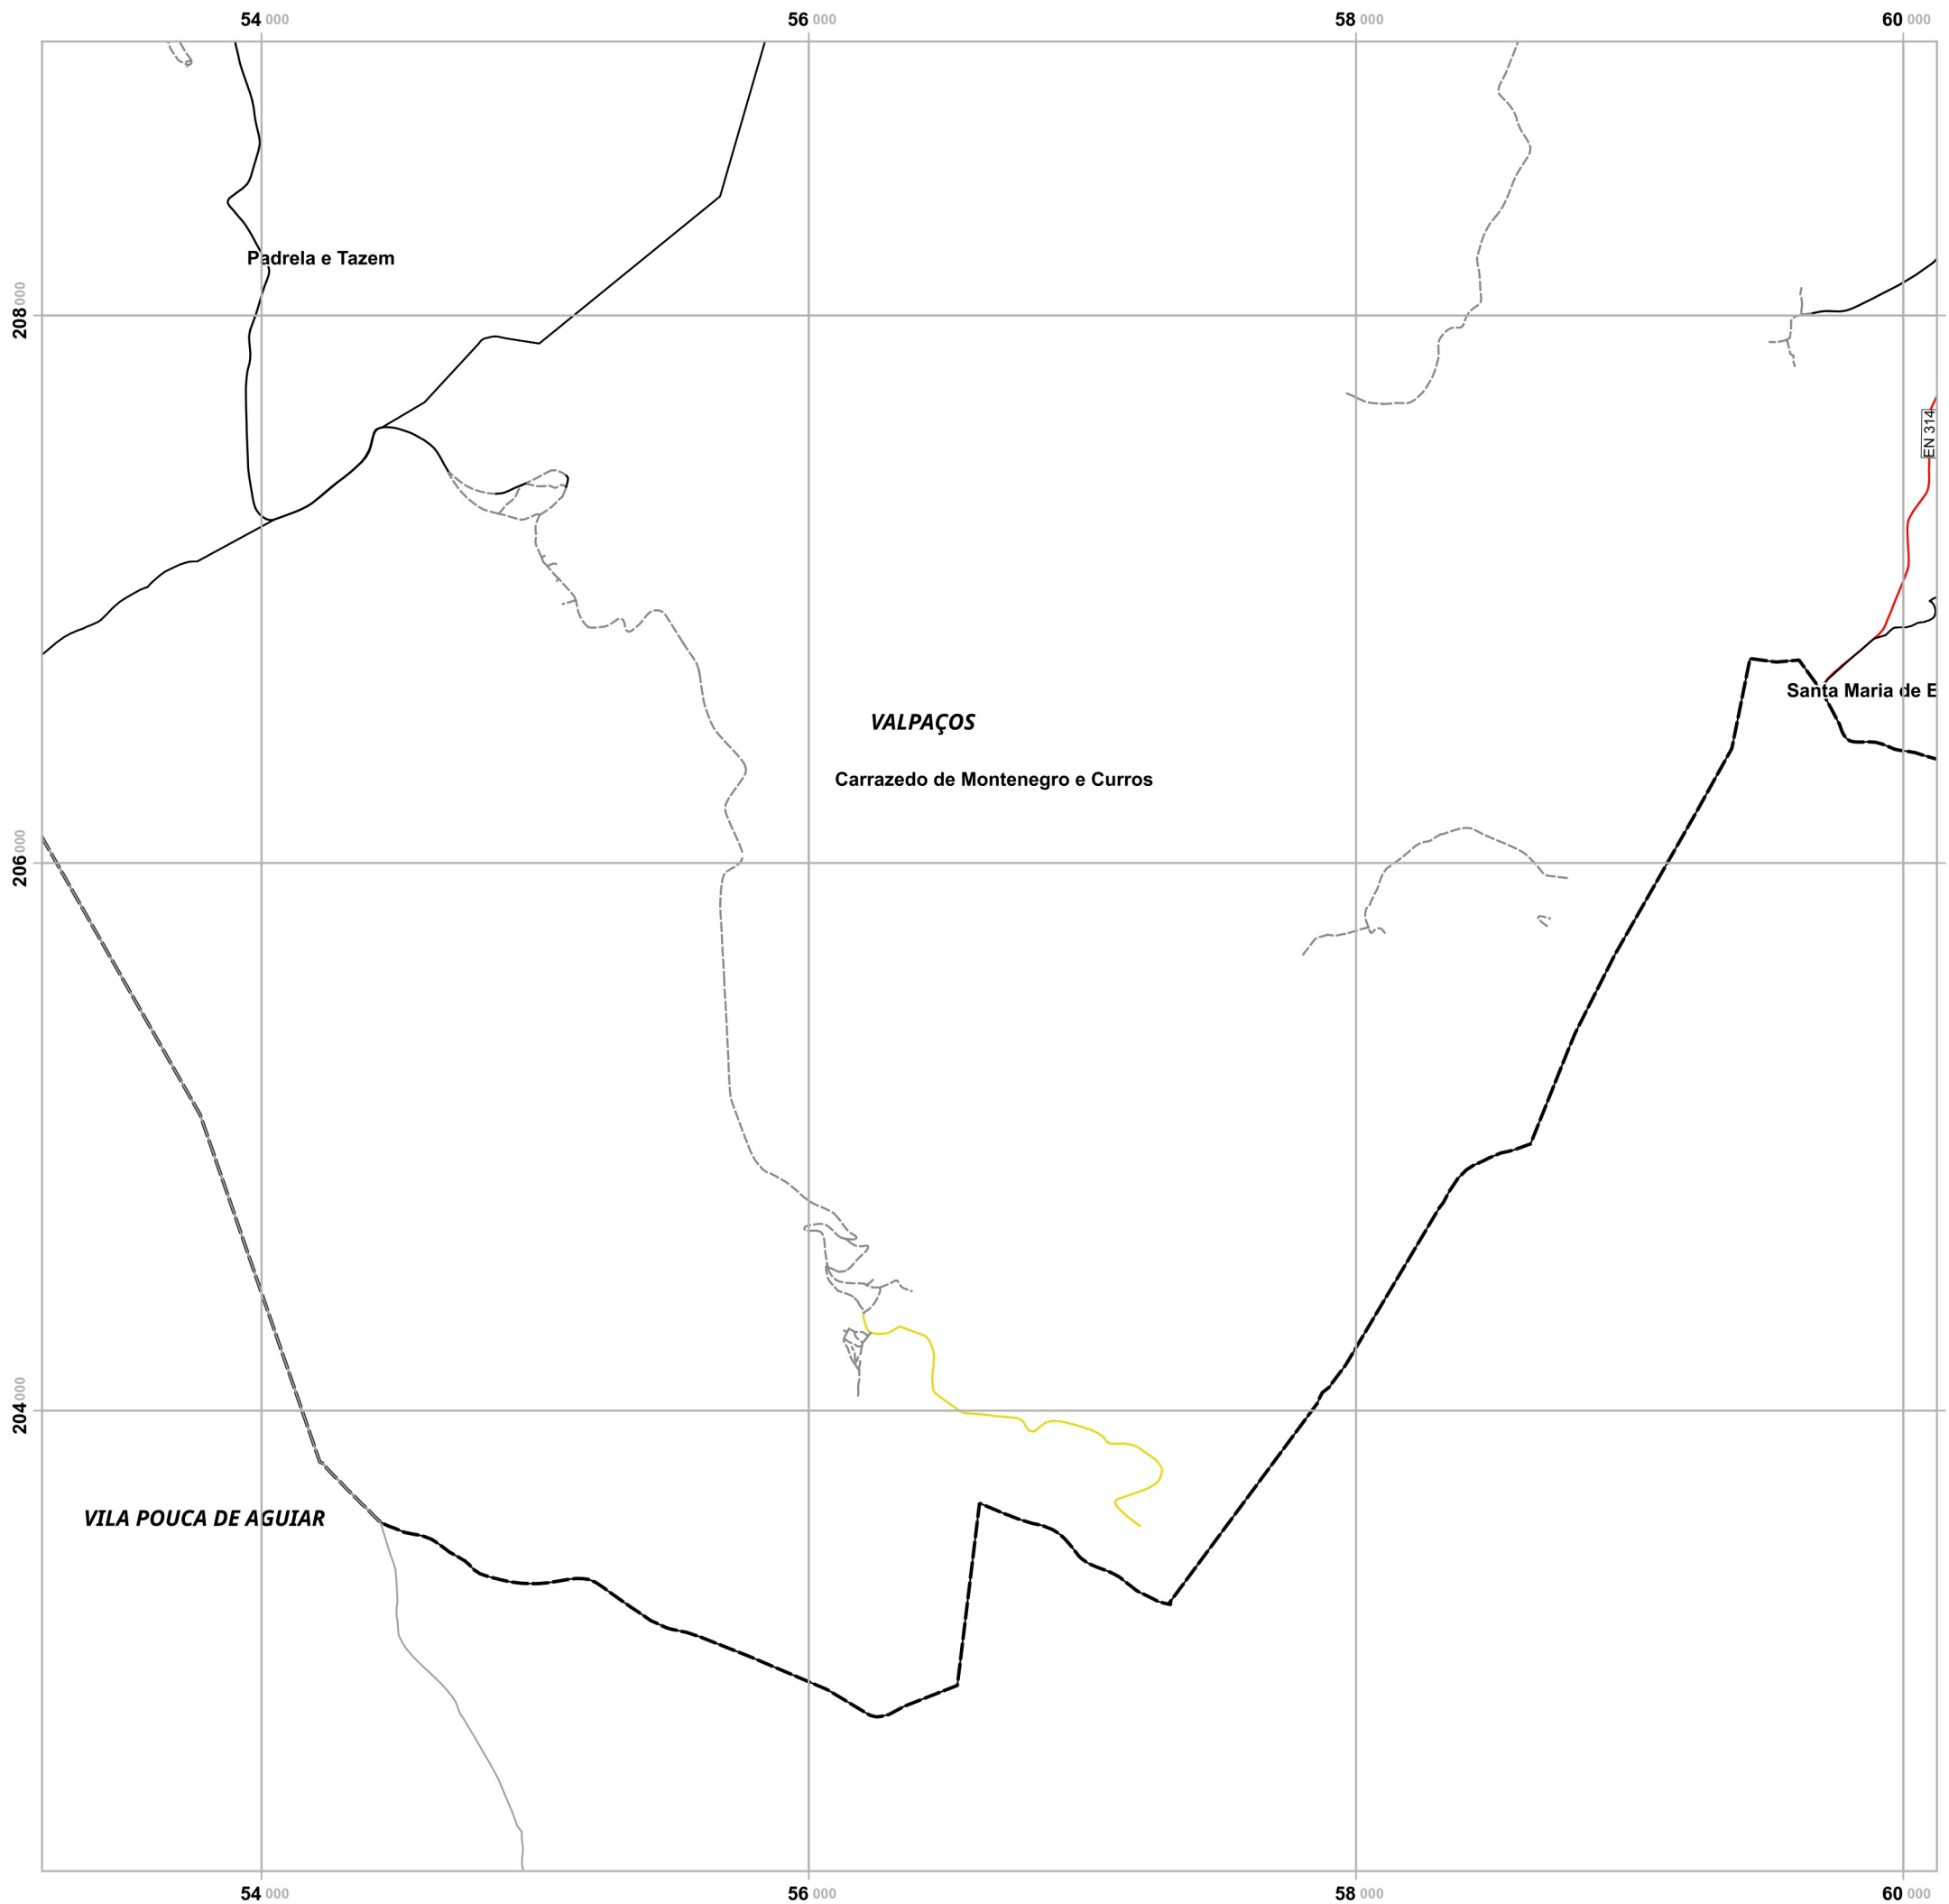 54 000 56 000 58 000 60 000
Padrela e Tazem
208 000
EN 314
Santa Maria de E
VALPAÇOS
Carrazedo de Montenegro e Curros
206 000
204 000
VILA POUCA DE AGUIAR
54 000 56 000 58 000 60 000